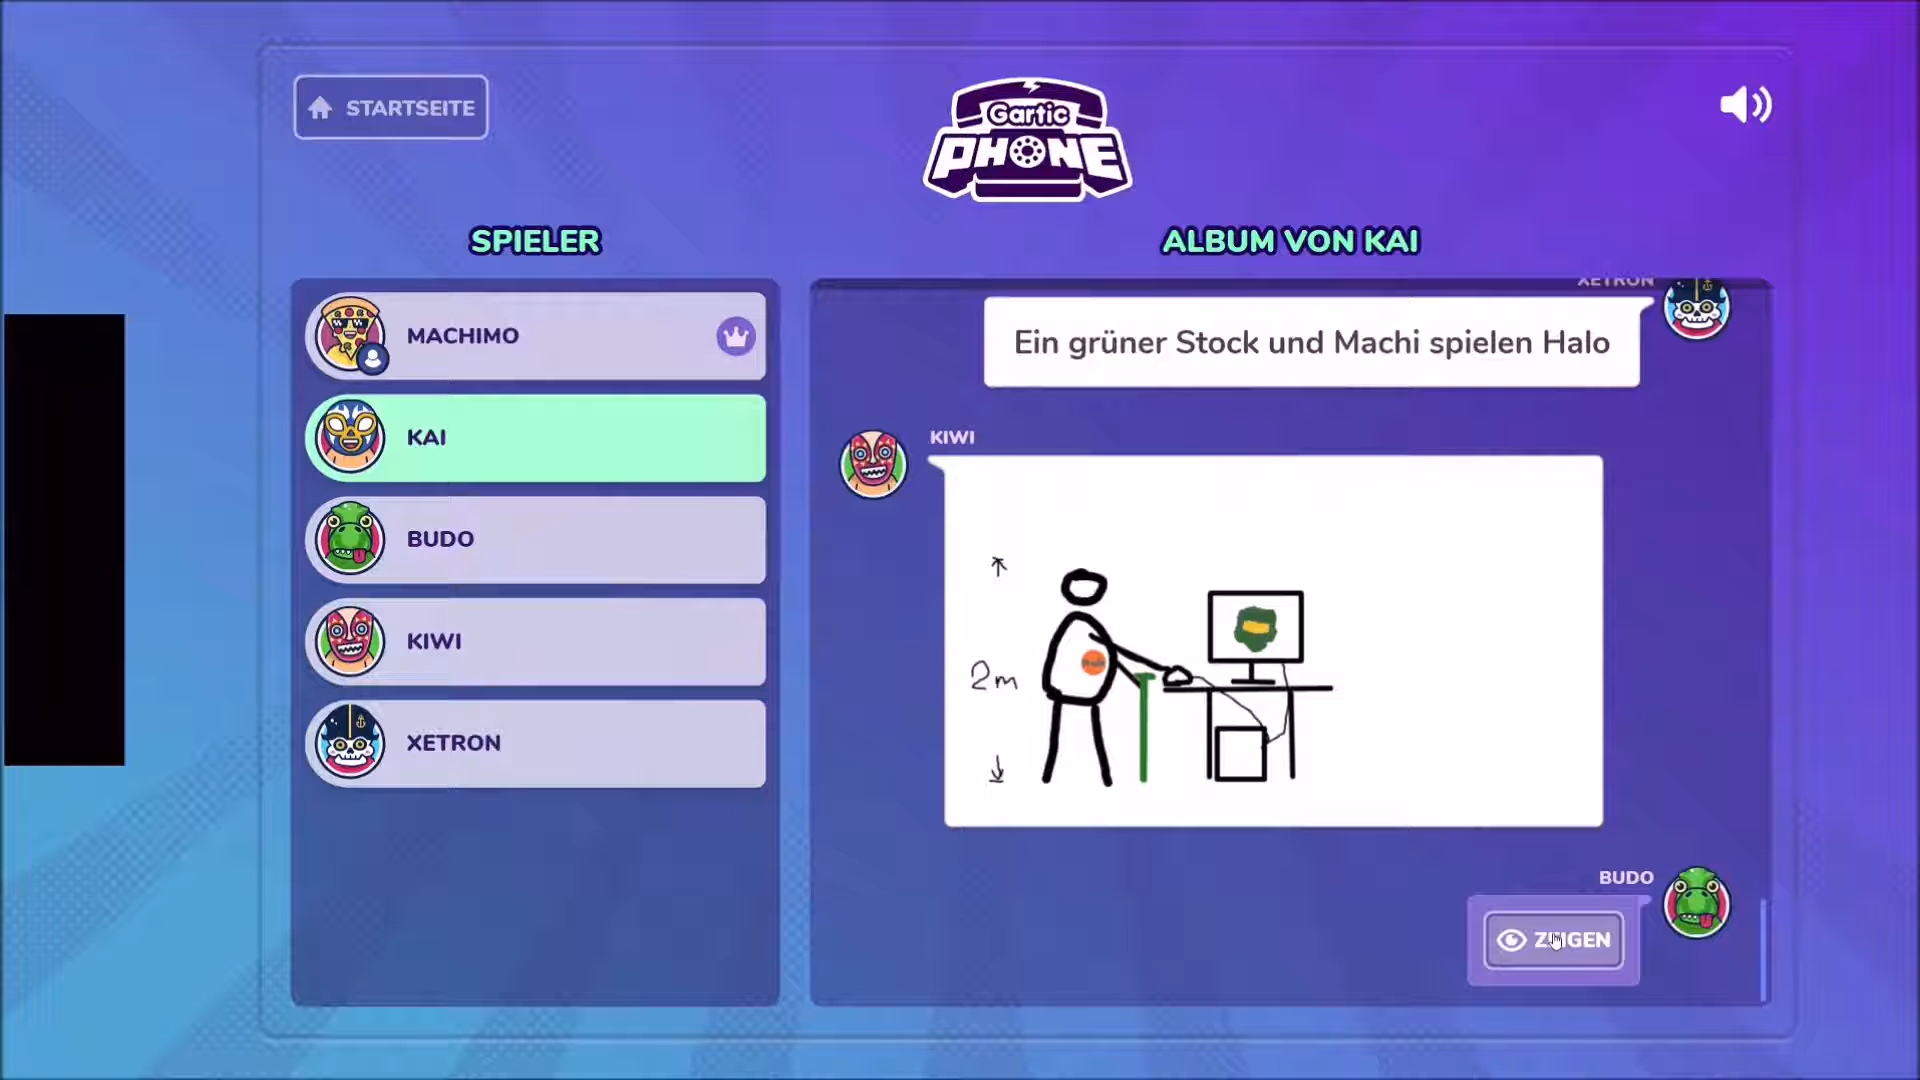 STARTSEITE
Gartic
PHONE
SPIELER
ALBUM VON KAI
MACHIMO
KAI
BUDO
KIWI
XETRON
XETRON
Ein grüner Stock und Machi spielen Halo
KIWI
2m
BUDO
ZEIGEN